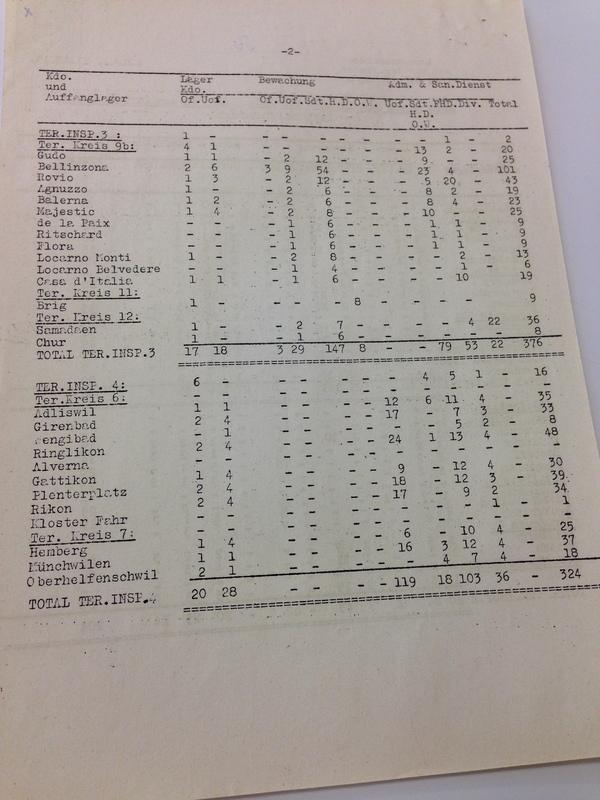 -2-
Kdo. Lager Bewachung Adm. & San.Dienst
und Kdo.
Auffanglager Of.Uof. Of.Uof.Sdt.H.D.O.W. Uof.Sdt.FHD.Div. Total
H.D.
O.W.
TER.INSP.3 : 1 - - - - - - - - 1 - 2
Ter. Kreis 9b: 4 1 - - - - - - 13 2 - 20
Gudo 1 1 - 2 12 - - - 9 - - 25
Bellinzona 2 6 3 9 54 - - - 23 4 - 101
Rovio 1 3 - 2 12 - - - 5 20 - 43
Agnuzzo 1 - - 2 6 - - - 8 2 - 19
Balerna 1 2 - 2 6 - - - 8 4 - 23
Majestic 1 4 - 2 8 - - - 10 - - 25
de la Paix - - - 1 6 - - - 1 1 - 9
Ritschard - - - 1 6 - - - 1 1 - 9
Flora - - - 1 6 - - - 1 1 - 9
Locarno Monti 1 - - 2 8 - - - - 2 - 13
Locarno Belvedere - - - 1 4 - - - - 1 - 6
Casa d'Italia 1 1 - 1 6 - - - - 10 - 19
Ter. Kreis 11:
Brig 1 - - - - 8 - - - - - 9
Ter. Kreis 12:
Samadaen 1 - - 2 7 - - - - 4 22 36
Chur 1 - - 1 6 - - - - - - 8
TOTAL TER.INSP.3 17 18 3 29 147 8 - - 79 53 22 376
TER.INSP. 4: 6 - - - - - - 4 5 1 - 16
Ter.Kreis 6: - - - - - - - - - - - -
Adliswil 1 1 - - - - 12 6 11 4 - 35
Girenbad 2 4 - - - - 17 - 7 3 - 33
- 1 - - - - - - 5 2 - 8
Ringlikon 2 4 - - - - 24 1 13 4 - 48
Alverna
Gattikon 1 4 - - - - 9 - 12 4 - 30
Plenterplatz 2 4 - - - - 18 - 12 3 - 39
Rikon 2 4 - - - - 17 - 9 2 - 34
Kloster Fahr - - - - - - - - - 1 - 1
Ter. Kreis 7: - - - - - - - - - - - -
Hemberg 1 4 - - - - 6 - 10 4 - 25
Münchwilen 1 1 - - - - 16 3 12 4 - 37
Oberhelfenschwil 2 1 - - - - - 4 7 4 - 18
TOTAL TER.INSP.4 20 28 - - - - 119 18 103 36 - 324